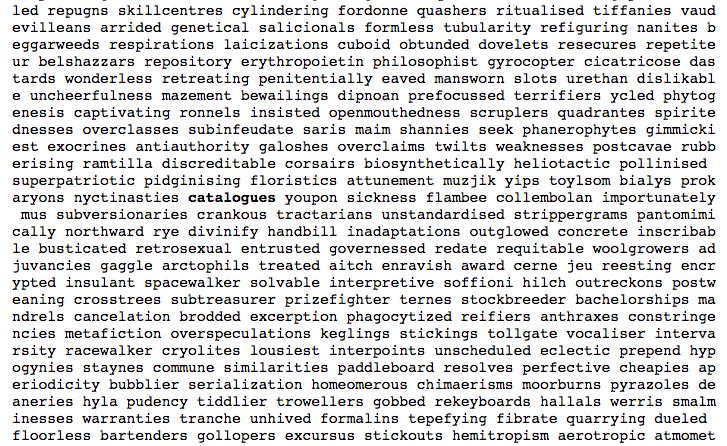 led repugns skillcentres cylindering fordonne quashers ritualised tiffanies vaud
evilleans arrided genetical salicionals formless tubularity refiguring nanites b
eggarweeds respirations laicizations cuboid obtunded dovelets resecures repetite
ur belshazzars repository erythropoietin philosophist gyrocopter cicatricose das
tards wonderless retreating penitentially eaved mansworn slots urethan dislikabl
e uncheerfulness mazement bewailings dipnoan prefocussed terrifiers ycled phytog
enesis captivating ronnels insisted openmouthedness scruplers quadrantes spirite
dnesses overclasses subinfeudate saris maim shannies seek phanerophytes gimmicki
est exocrines antiauthority galoshes overclaims twilts weaknesses postcavae rubb
erising ramtilla discreditable corsairs biosynthetically heliotactic pollinised
superpatriotic pidginising floristics attunement muzjik yips toylsom bialys prok
aryons nyctinasties catalogues youpon sickness flambee collembolan importunately
mus subversionaries crankous tractarians unstandardised strippergrams pantomimi
cally northward rye divinify handbill inadaptations outglowed concrete inscribab
le busticated retrosexual entrusted governessed redate requitable woolgrowers ad
juvancies gaggle arctophils treated aitch enravish award cerne jeu reesting encr
ypted insulant spacewalker solvable interpretive soffioni hilch outreckons postw
eaning crosstrees subtreasurer prizefighter ternes stockbreeder bachelorships ma
ndrels cancelation brodded excerption phagocytized reifiers anthraxes constringe
ncies metafiction overspeculations keglings stickings tollgate vocaliser interva
rsity racewalker cryolites lousiest interpoints unscheduled eclectic prepend hyp
ogynies staynes commune similarities paddleboard resolves perfective cheapies ap
eriodicity bubblier serialization homeomerous chimaerisms moorburns pyrazoles de
aneries hyla pudency tiddlier trowellers gobbed rekeyboards hallals werris smalm
inesses warranties tranche unhived formalins tepefying fibrate quarrying dueled
floorless bartenders gollopers excursus stickouts hemitropism aerotropic atmomet